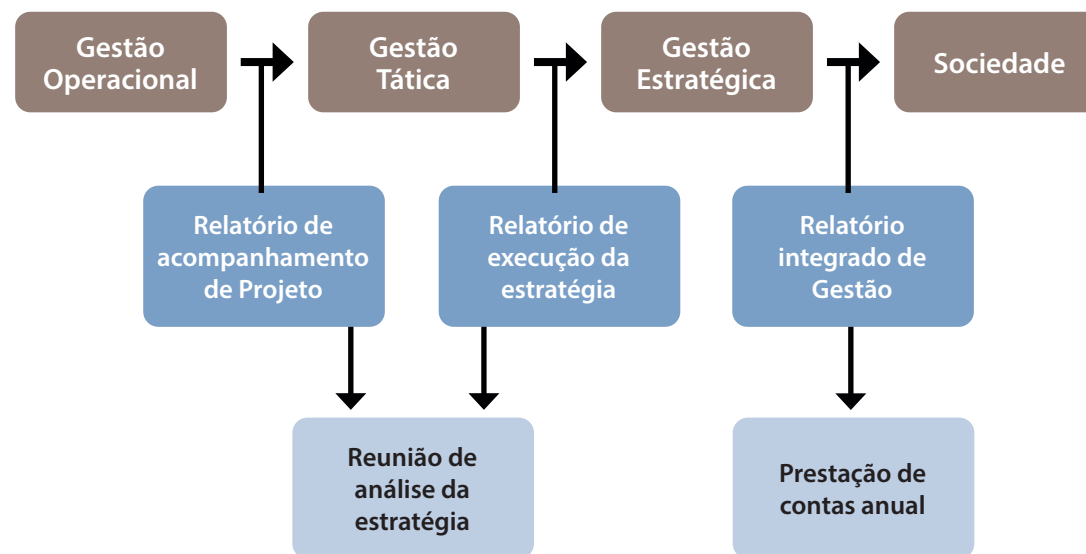 Gestão
Operacional
Gestão
Tática
Gestão
Estratégica
Sociedade
Relatório de
acompanhamento
de Projeto
Relatório de
execução da
estratégia
Relatório
integrado de
Gestão
Reunião de
análise da
estratégia
Prestação de
contas anual